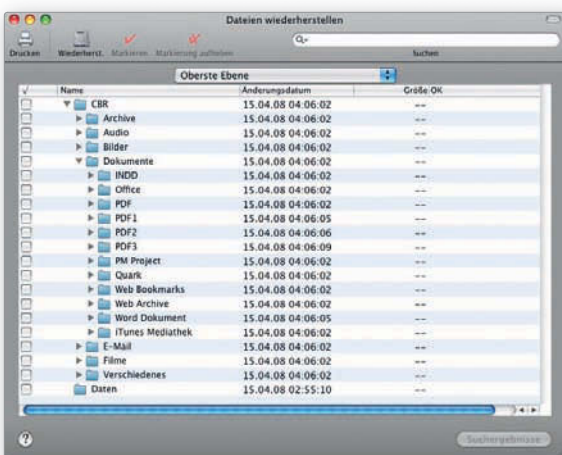 Dateien wiederherstellen
Drucken Wiederherst. Markieren Markierung aufheben Suchen
Oberste Ebene
√ Name Änderungsdatum Größe OK
CBR 15.04.08 04:06:02 --
Archive 15.04.08 04:06:02 --
Audio 15.04.08 04:06:02 --
Bilder 15.04.08 04:06:02 --
Dokumente 15.04.08 04:06:02 --
INDD 15.04.08 04:06:02 --
Office 15.04.08 04:06:02 --
PDF 15.04.08 04:06:02 --
PDF1 15.04.08 04:06:05 --
PDF2 15.04.08 04:06:06 --
PDF3 15.04.08 04:06:09 --
PM Project 15.04.08 04:06:02 --
Quark 15.04.08 04:06:02 --
Web Bookmarks 15.04.08 04:06:02 --
Web Archive 15.04.08 04:06:02 --
Word Dokument 15.04.08 04:06:05 --
iTunes Mediathek 15.04.08 04:06:02 --
E-Mail 15.04.08 04:06:02 --
Filme 15.04.08 04:06:02 --
Verschiedenes 15.04.08 04:06:02 --
Daten 15.04.08 02:55:10 --
? Suchergebnisse